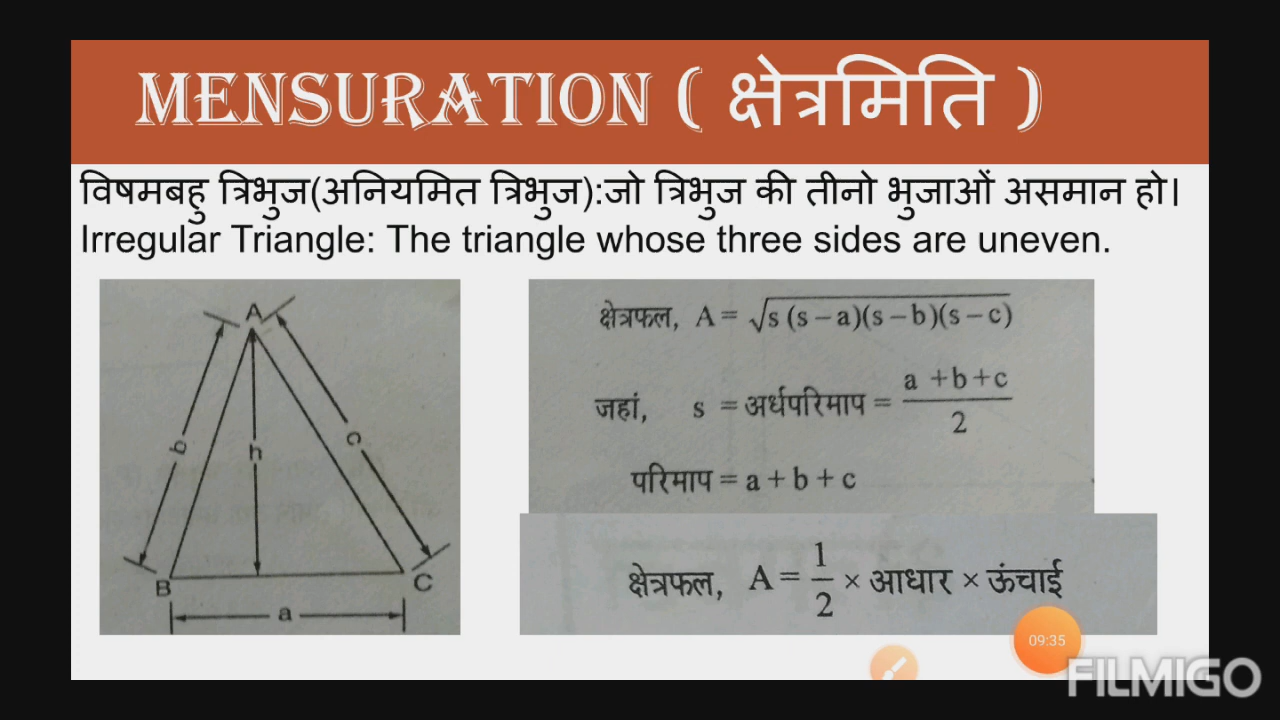 MENSURATION ( क्षेत्रमिति )
विषमबहु त्रिभुज(अनियमित त्रिभुज):जो त्रिभुज की तीनो भुजाओं असमान हो।
Irregular Triangle: The triangle whose three sides are uneven.
A
b
h
c
B
C
a
क्षेत्रफल, A = √s (s – a)(s – b)(s – c)
जहां, s = अर्धपरिमाप = a + b + c / 2
परिमाप = a + b + c
क्षेत्रफल, A = 1/2 × आधार × ऊंचाई
09:35
FILMIGO